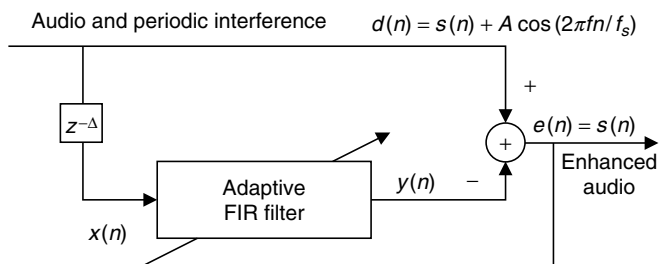 Audio and periodic interference
d(n) = s(n) + A cos (2πfn/fs)
+
z−Δ
+
e(n) = s(n)
Enhanced
audio
Adaptive
FIR filter
y(n)
−
x(n)